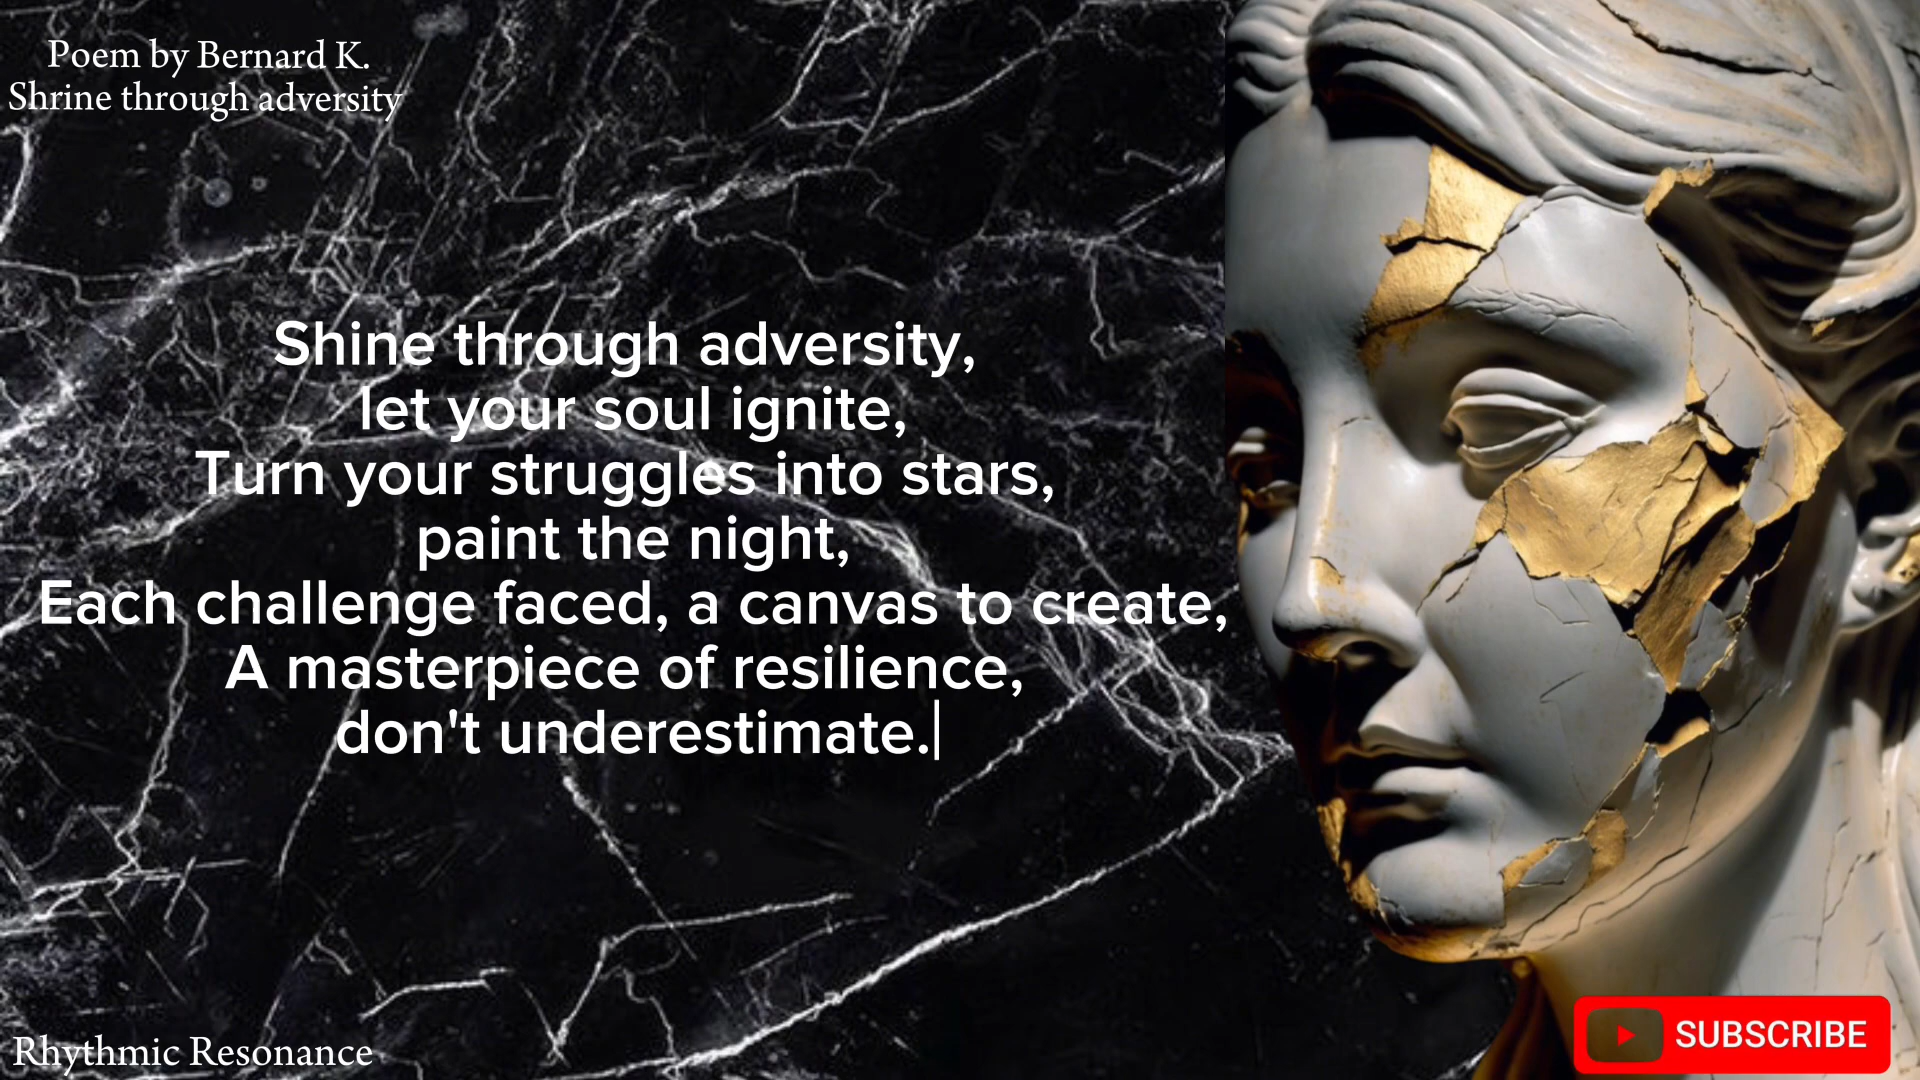 Poem by Bernard K.
Shrine through adversity
Shine through adversity,
let your soul ignite,
Turn your struggles into stars,
paint the night,
Each challenge faced, a canvas to create,
A masterpiece of resilience,
don't underestimate.|
Rhythmic Resonance
SUBSCRIBE